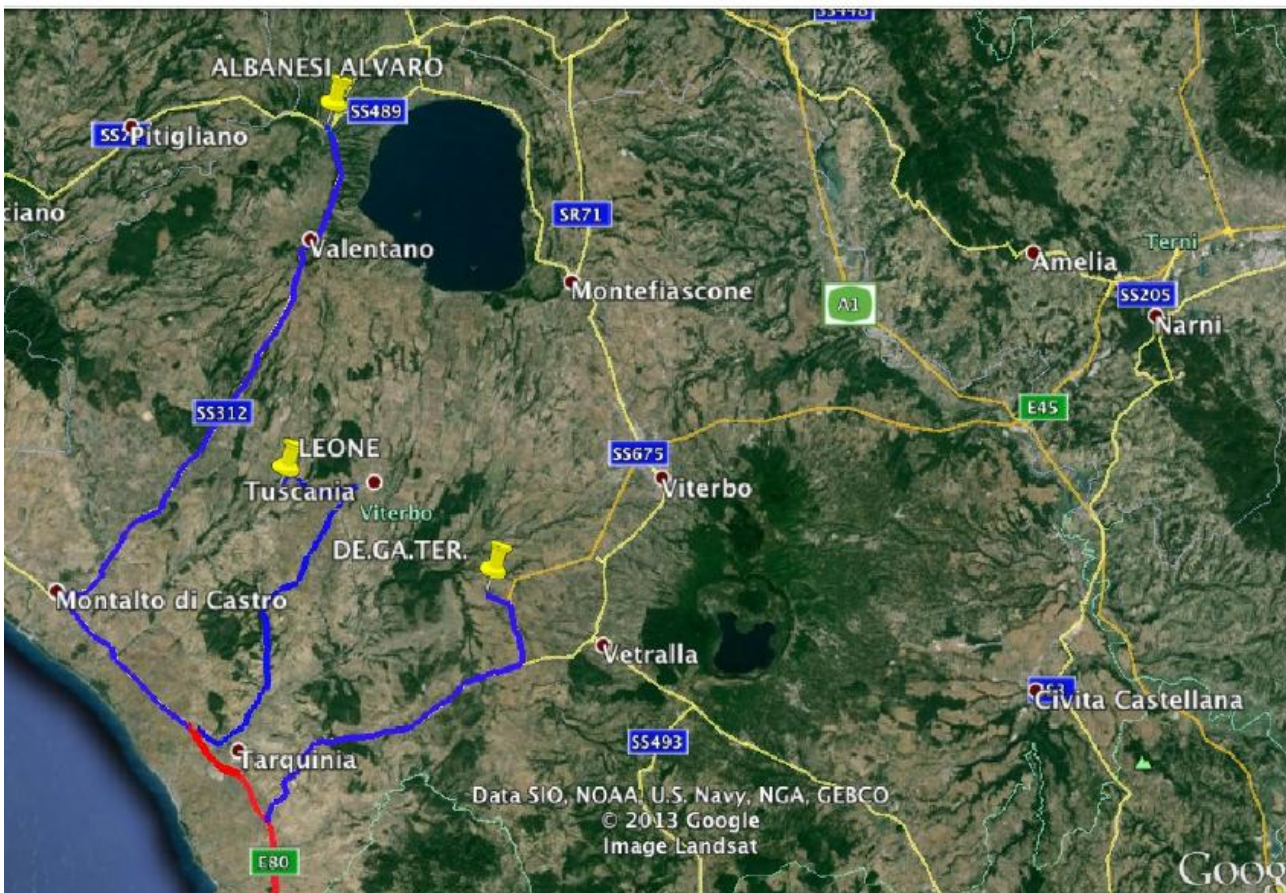 SS448
ALBANESI ALVARO
SS489
Pitigliano
ciano
SR71
Valentano
Terni
Amelia
Montefiascone
SS205
A1
Narni
SS312
E45
LEONE
SS675
Tuscania
Viterbo
Viterbo
DE.GA.TER.
Montalto di Castro
Vetralla
Civita Castellana
SS493
Tarquinia
Data SIO, NOAA, U.S. Navy, NGA, GEBCO
© 2013 Google
Image Landsat
E80
Goog